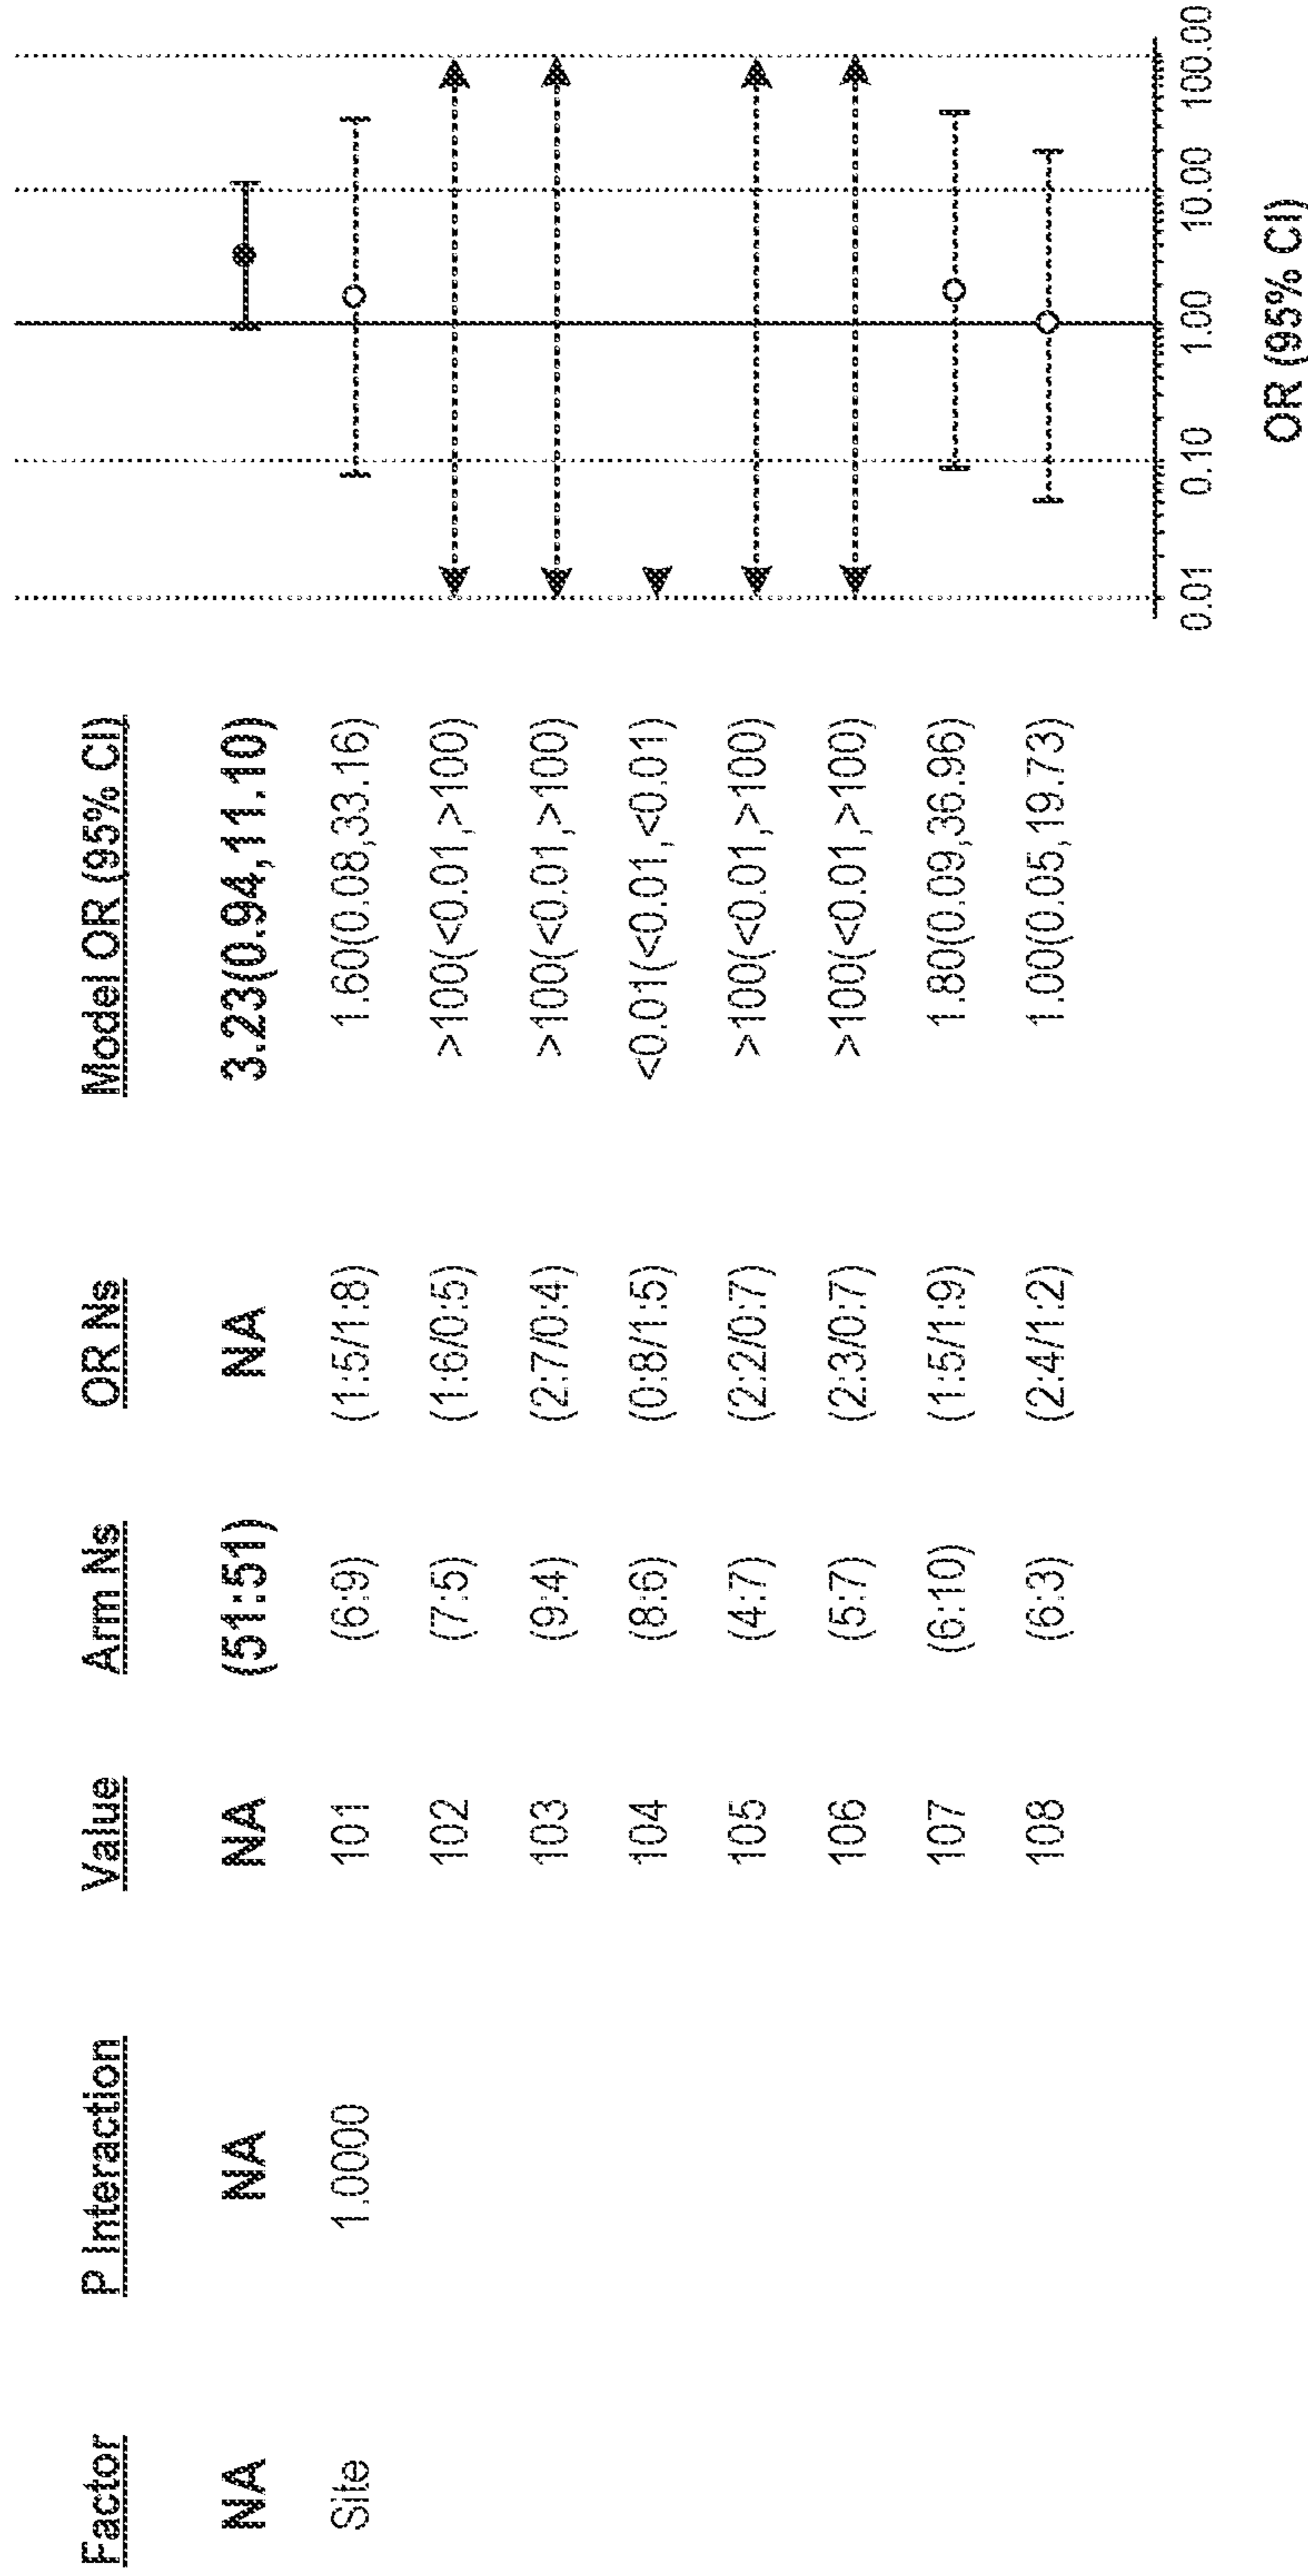 Factor P Interaction Value Arm Ns OR Ns Model OR (95% CI)
NA NA NA (51:51) NA 3.23(0.94,11.10)
Site 1.0000 101 (6:9) (1:5/1:8) 1.60(0.08,33.16)
102 (7:5) (1:6/0:5) >100(<0.01,>100)
103 (9:4) (2:7/0:4) >100(<0.01,>100)
104 (8:6) (0:8/1:5) <0.01(<0.01,<0.01)
105 (4:7) (2:2/0:7) >100(<0.01,>100)
106 (5:7) (2:3/0:7) >100(<0.01,>100)
107 (6:10) (1:5/1:9) 1.80(0.09,36.96)
108 (6:3) (2:4/1:2) 1.00(0.05,19.73)
0.01 0.10 1.00 10.00 100.00
OR (95% CI)